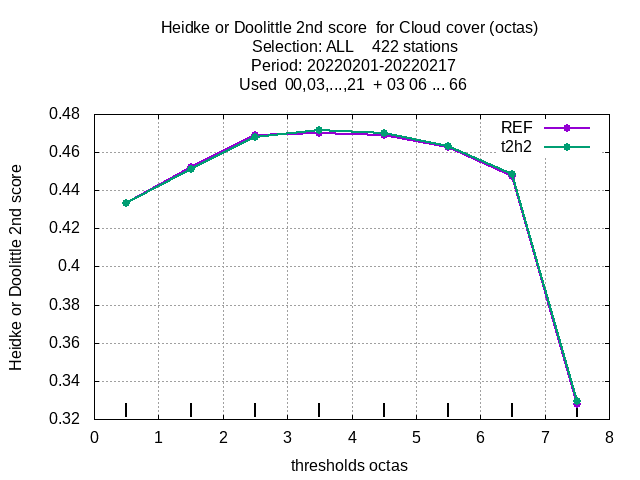 Heidke or Doolittle 2nd score  for Cloud cover (octas)
Selection: ALL    422 stations
Period: 20220201-20220217
Used  00,03,...,21  + 03 06 ... 66
REF
t2h2
Heidke or Doolittle 2nd score
0.48
0.46
0.44
0.42
0.4
0.38
0.36
0.34
0.32
0 1 2 3 4 5 6 7 8
thresholds octas